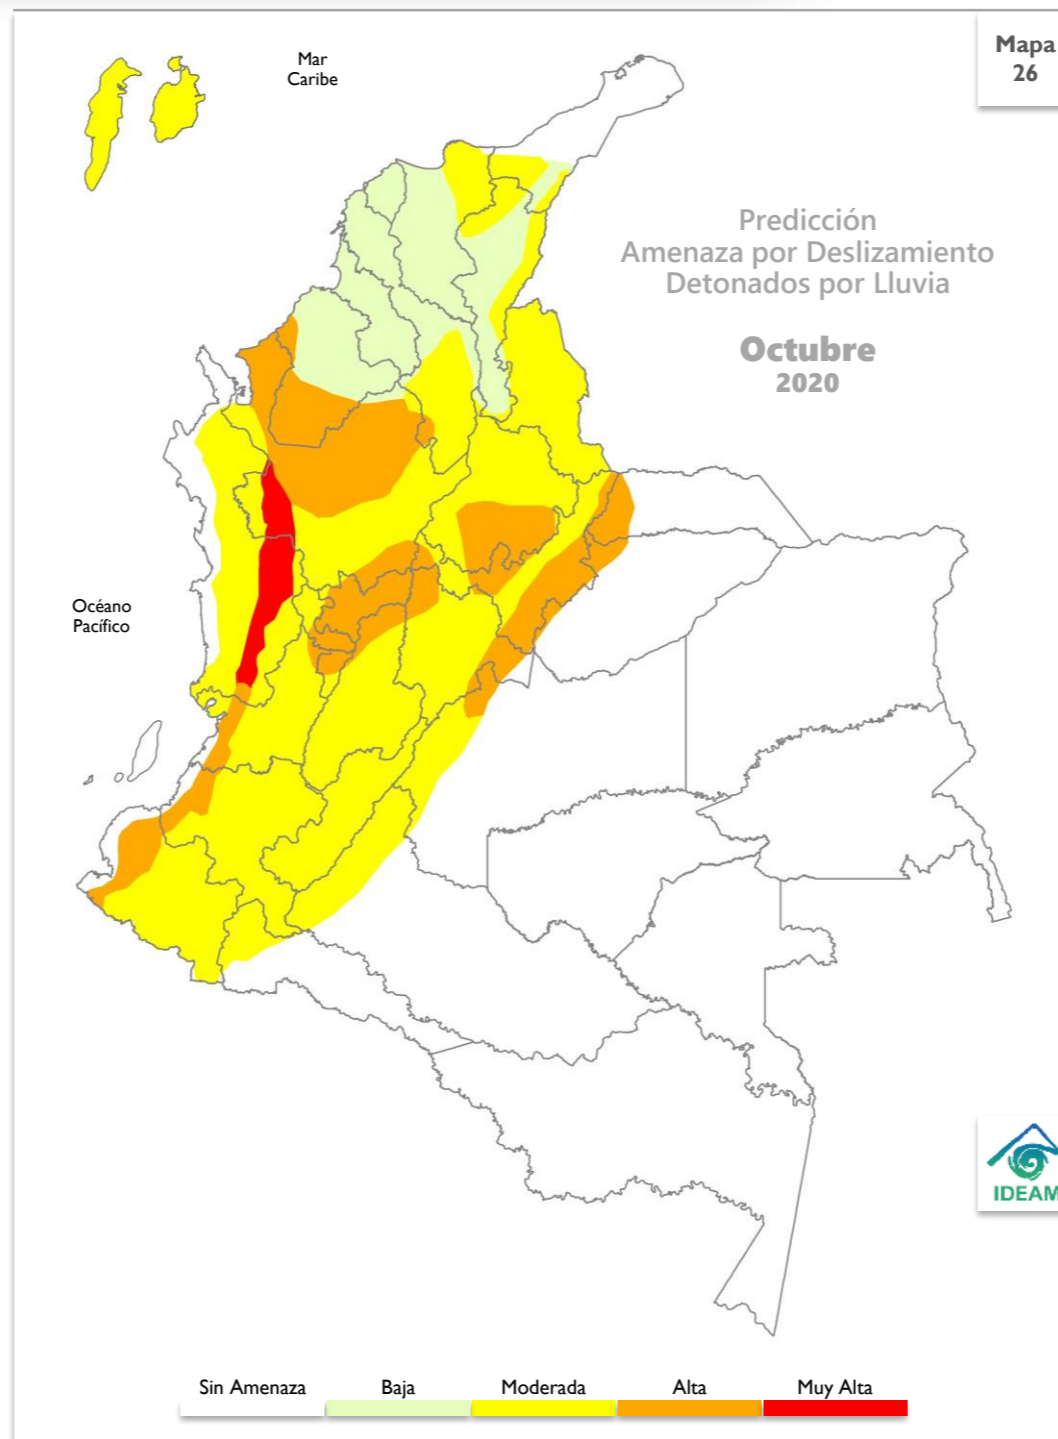 Mapa
26
Mar
Caribe
Predicción
Amenaza por Deslizamiento
Detonados por Lluvia
Octubre
2020
Océano
Pacífico
IDEAM
Sin Amenaza
Baja
Moderada
Alta
Muy Alta